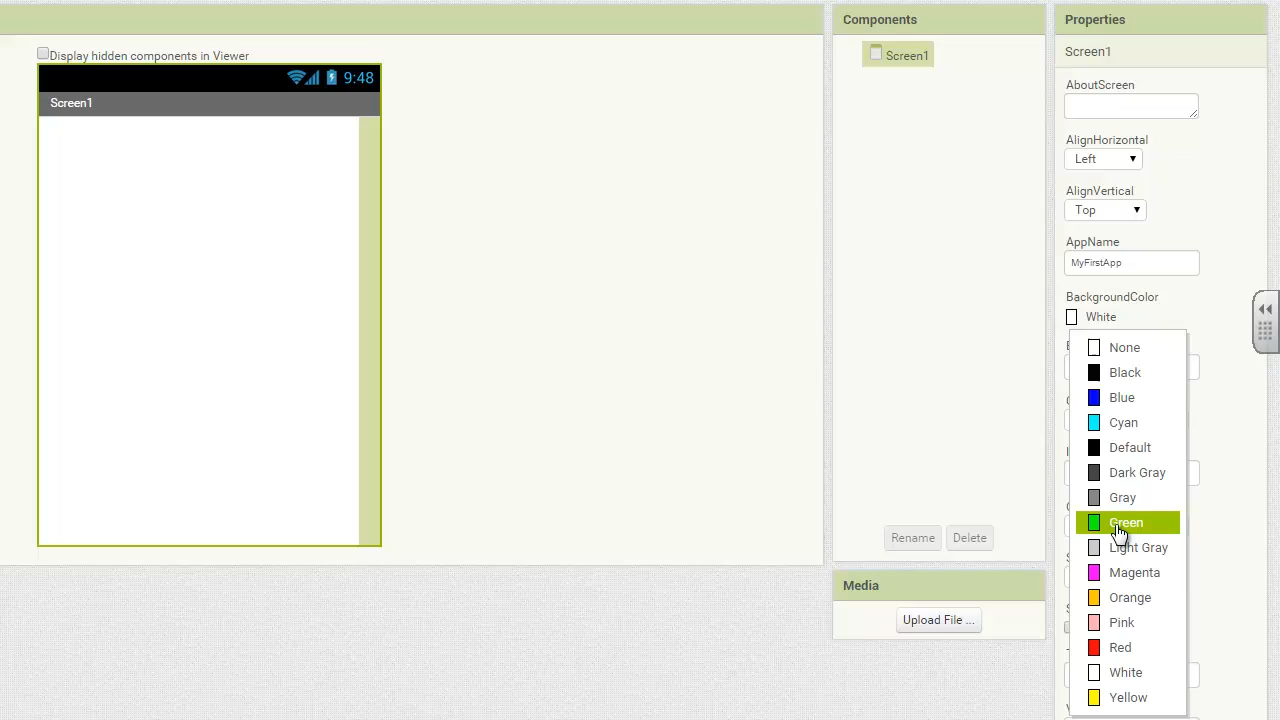 Display hidden components in Viewer
9:48
Screen1
Components
Screen1
Rename
Delete
Media
Upload File ...
Properties
Screen1
AboutScreen
AlignHorizontal
Left
AlignVertical
Top
AppName
MyFirstApp
BackgroundColor
White
None
Black
Blue
Cyan
Default
Dark Gray
Gray
Green
Light Gray
Magenta
Orange
Pink
Red
White
Yellow